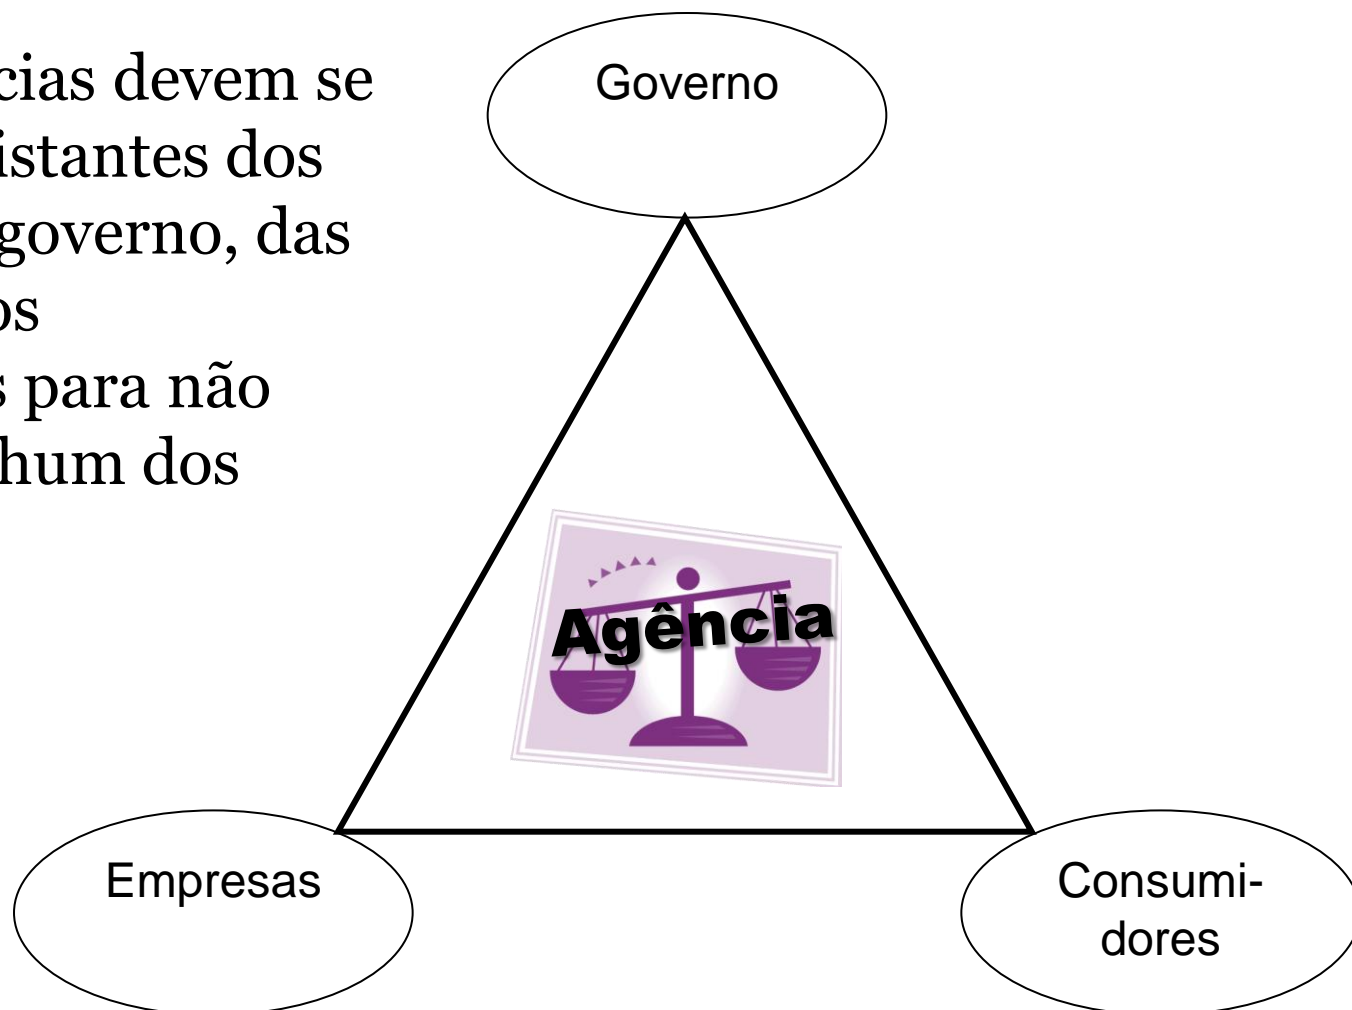 cias devem se
istantes dos
governo, das
os
s para não
hum dos
Governo
Agência
Empresas
Consumi-
dores